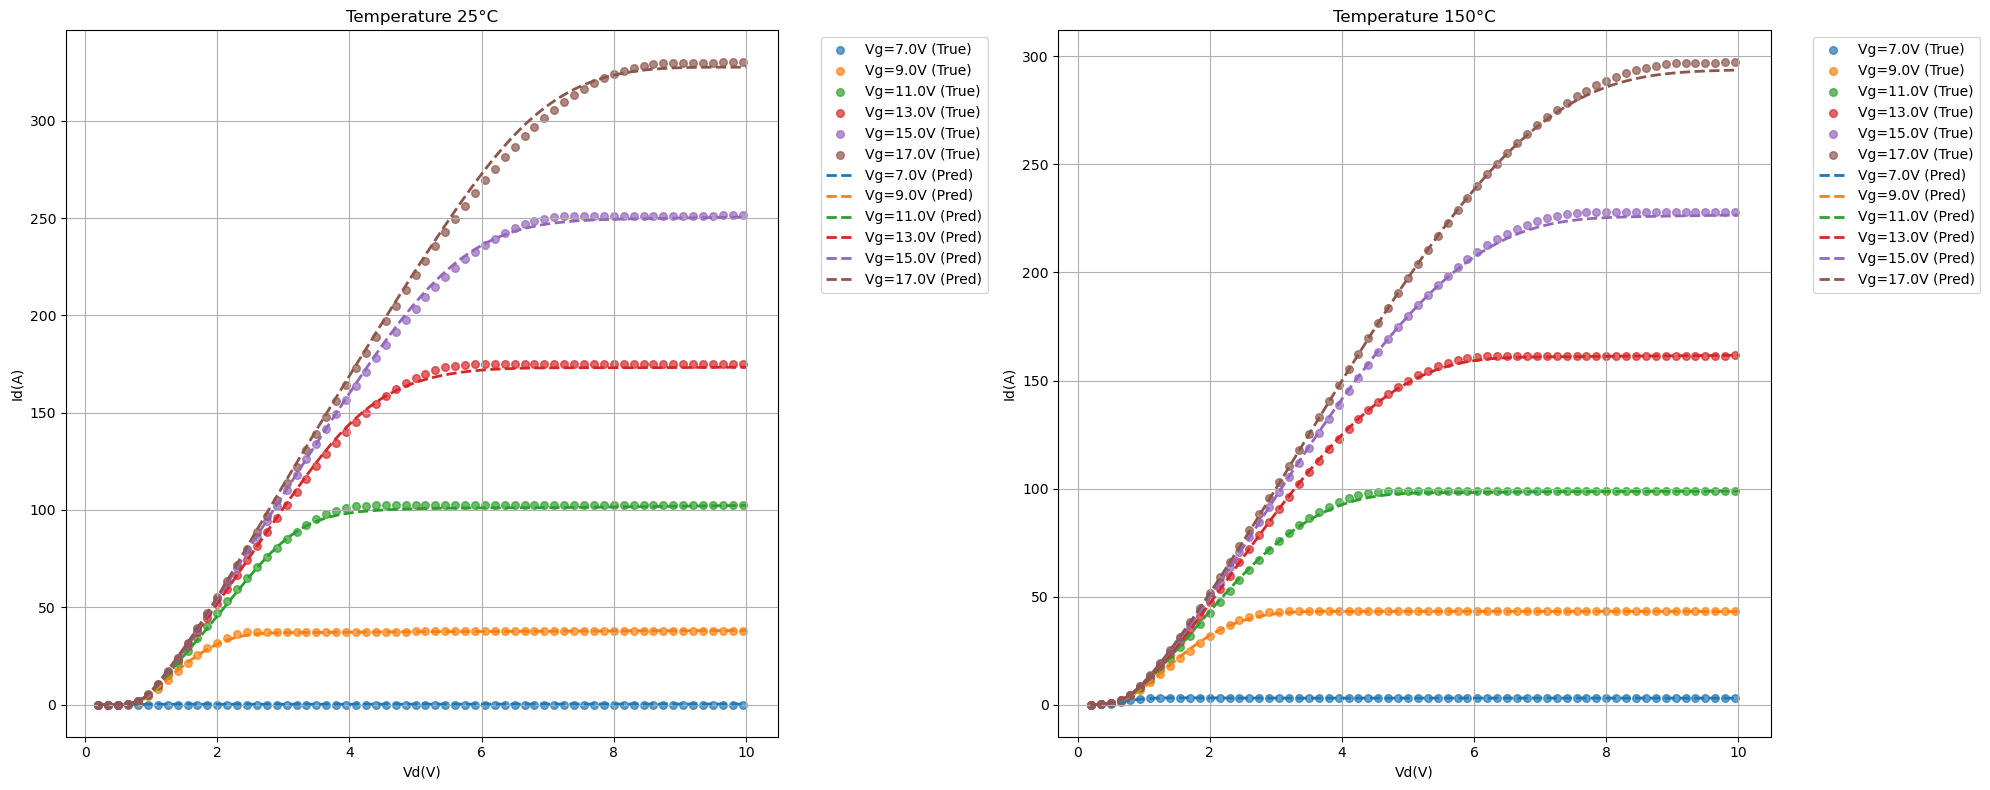 Temperature 25°C
Id(A)
350
300
250
200
150
100
50
0
0 2 4 6 8 10
Vd(V)
Vg=7.0V (True)
Vg=9.0V (True)
Vg=11.0V (True)
Vg=13.0V (True)
Vg=15.0V (True)
Vg=17.0V (True)
Vg=7.0V (Pred)
Vg=9.0V (Pred)
Vg=11.0V (Pred)
Vg=13.0V (Pred)
Vg=15.0V (Pred)
Vg=17.0V (Pred)
Temperature 150°C
Id(A)
300
250
200
150
100
50
0
0 2 4 6 8 10
Vd(V)
Vg=7.0V (True)
Vg=9.0V (True)
Vg=11.0V (True)
Vg=13.0V (True)
Vg=15.0V (True)
Vg=17.0V (True)
Vg=7.0V (Pred)
Vg=9.0V (Pred)
Vg=11.0V (Pred)
Vg=13.0V (Pred)
Vg=15.0V (Pred)
Vg=17.0V (Pred)